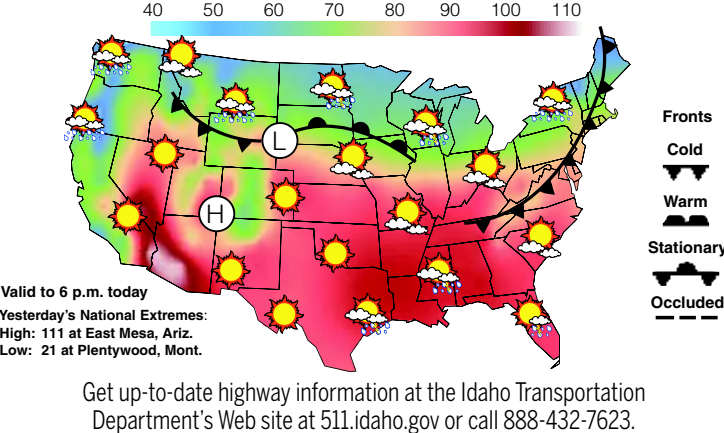 40 50 60 70 80 90 100 110
Fronts
Cold
Warm
Stationary
Occluded
L
H
Valid to 6 p.m. today
Yesterday's National Extremes:
High: 111 at East Mesa, Ariz.
Low: 21 at Plentywood, Mont.
Get up-to-date highway information at the Idaho Transportation
Department's Web site at 511.idaho.gov or call 888-432-7623.